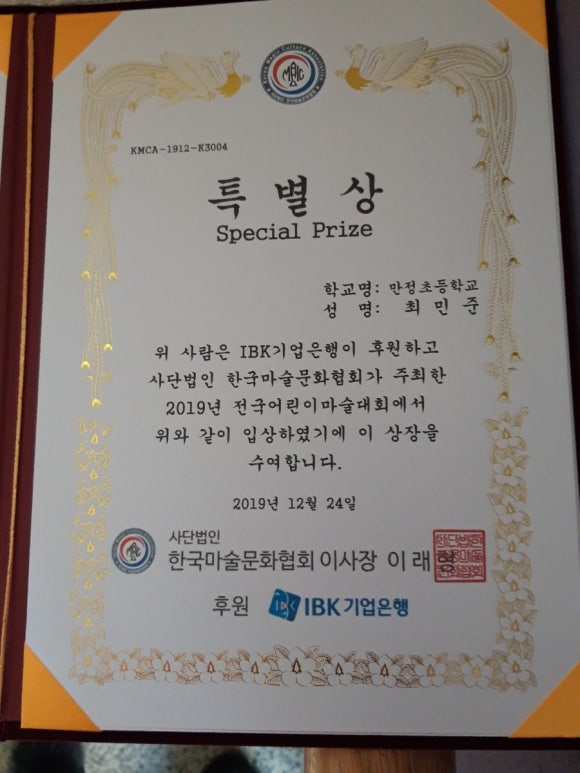 KMCA-1912-K3004
특별상
Special Prize
학교명: 만정초등학교
성 명: 최 민 준
위 사람은 IBK기업은행이 후원하고
사단법인 한국마술문화협회가 주최한
2019년 전국어린이마술대회에서
위와 같이 입상하였기에 이 상장을
수여합니다.
2019년 12월 24일
사단법인
한국마술문화협회 이사장 이 래 형
후원 IBK 기업은행